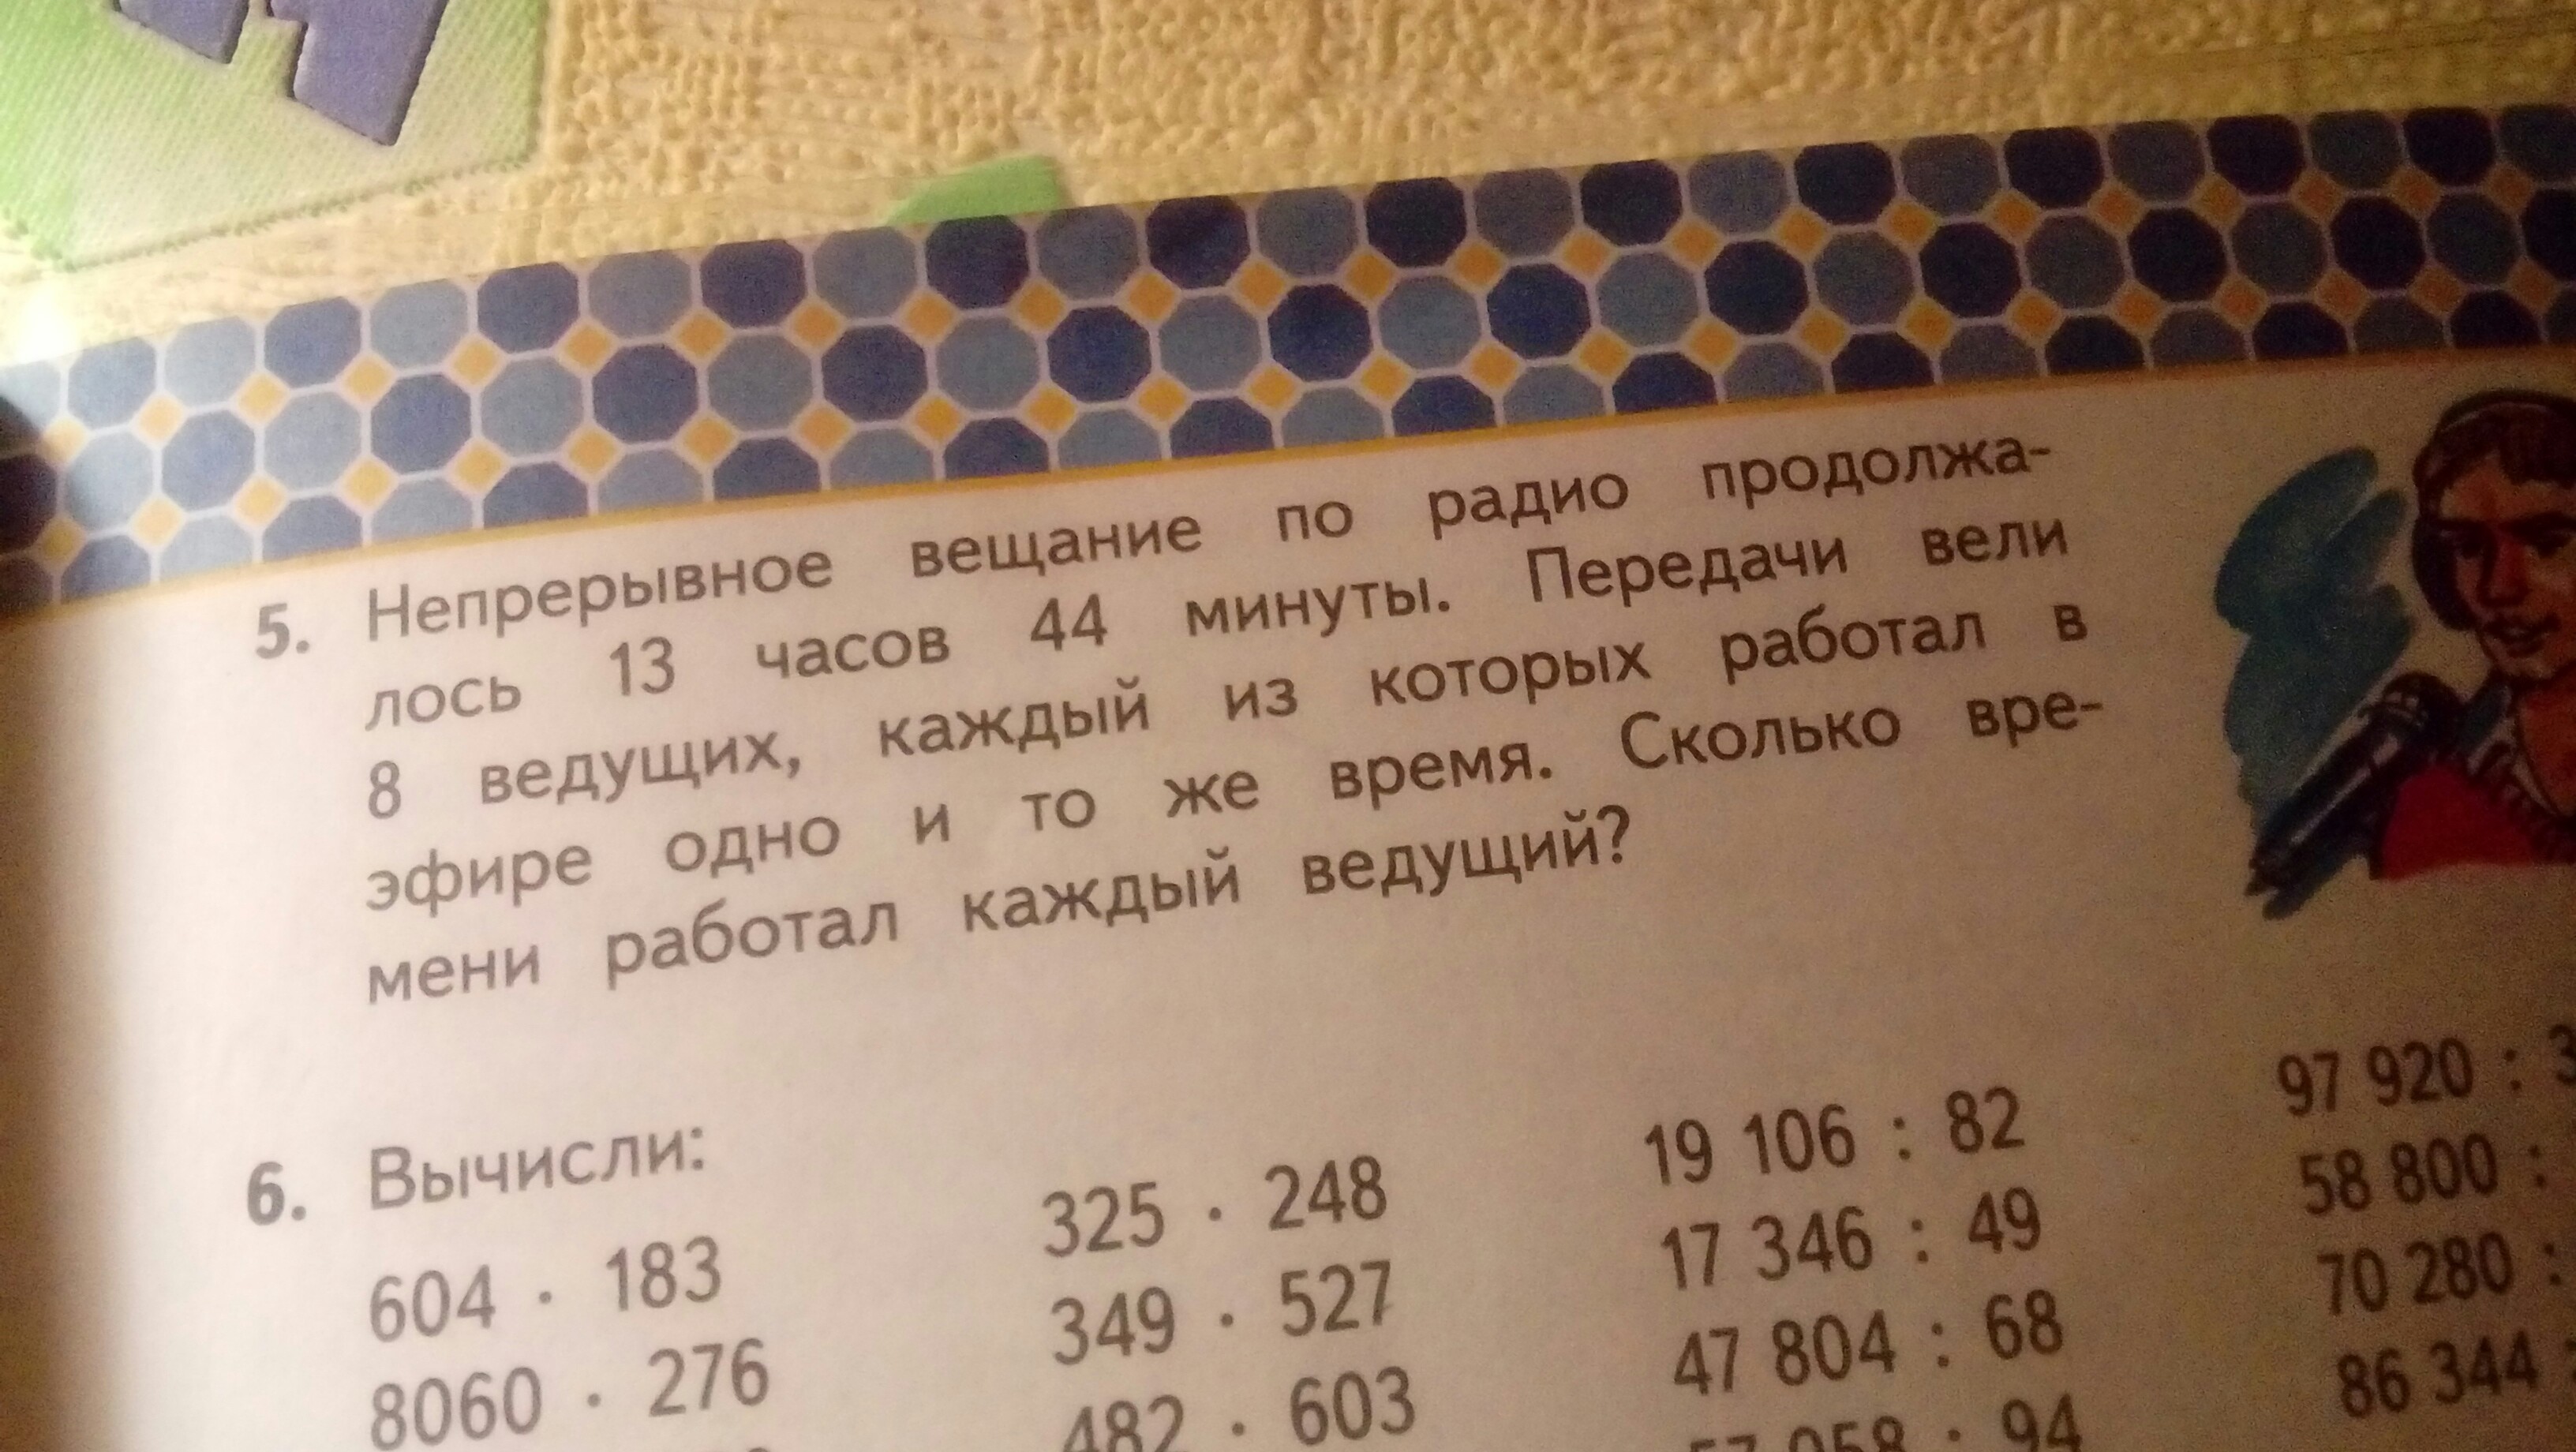 5. Непрерывное вещание по радио продолжа-
лось 13 часов 44 минуты. Передачи вели
8 ведущих, каждый из которых работал в
эфире одно и то же время. Сколько вре-
мени работал каждый ведущий?
6. Вычисли:
604 · 183 325 · 248 19 106 : 82 97 920 :
8060 · 276 349 · 527 17 346 : 49 58 800 :
482 · 603 47 804 : 68 70 280 :
: 94 86 344